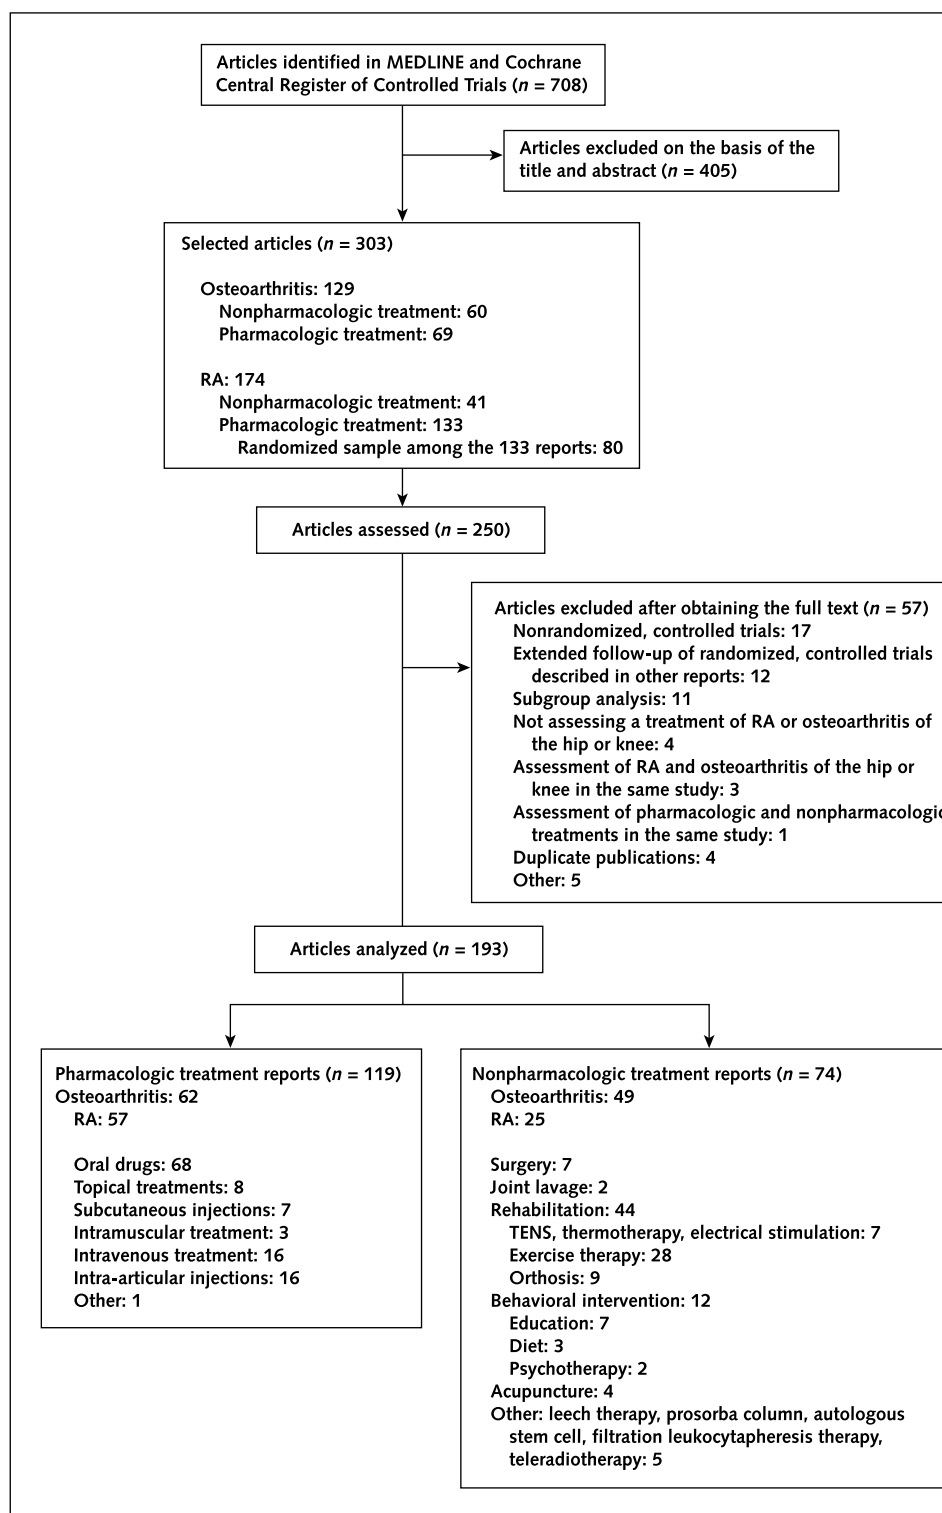 Articles identified in MEDLINE and Cochrane
Central Register of Controlled Trials (n = 708)
Articles excluded on the basis of the
title and abstract (n = 405)
Selected articles (n = 303)
Osteoarthritis: 129
Nonpharmacologic treatment: 60
Pharmacologic treatment: 69
RA: 174
Nonpharmacologic treatment: 41
Pharmacologic treatment: 133
Randomized sample among the 133 reports: 80
Articles assessed (n = 250)
Articles excluded after obtaining the full text (n = 57)
Nonrandomized, controlled trials: 17
Extended follow-up of randomized, controlled trials
described in other reports: 12
Subgroup analysis: 11
Not assessing a treatment of RA or osteoarthritis of
the hip or knee: 4
Assessment of RA and osteoarthritis of the hip or
knee in the same study: 3
Assessment of pharmacologic and nonpharmacologic
treatments in the same study: 1
Duplicate publications: 4
Other: 5
Articles analyzed (n = 193)
Pharmacologic treatment reports (n = 119)
Osteoarthritis: 62
RA: 57
Oral drugs: 68
Topical treatments: 8
Subcutaneous injections: 7
Intramuscular treatment: 3
Intravenous treatment: 16
Intra-articular injections: 16
Other: 1
Nonpharmacologic treatment reports (n = 74)
Osteoarthritis: 49
RA: 25
Surgery: 7
Joint lavage: 2
Rehabilitation: 44
TENS, thermotherapy, electrical stimulation: 7
Exercise therapy: 28
Orthosis: 9
Behavioral intervention: 12
Education: 7
Diet: 3
Psychotherapy: 2
Acupuncture: 4
Other: leech therapy, prosorba column, autologous
stem cell, filtration leukocytapheresis therapy,
teleradiotherapy: 5